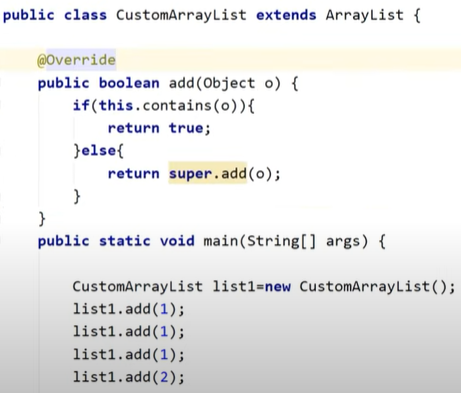 public class CustomArrayList extends ArrayList {
@Override
public boolean add(Object o) {
if(this.contains(o)){
return true;
}else{
return super.add(o);
}
}
public static void main(String[] args) {
CustomArrayList list1=new CustomArrayList();
list1.add(1);
list1.add(1);
list1.add(1);
list1.add(2);